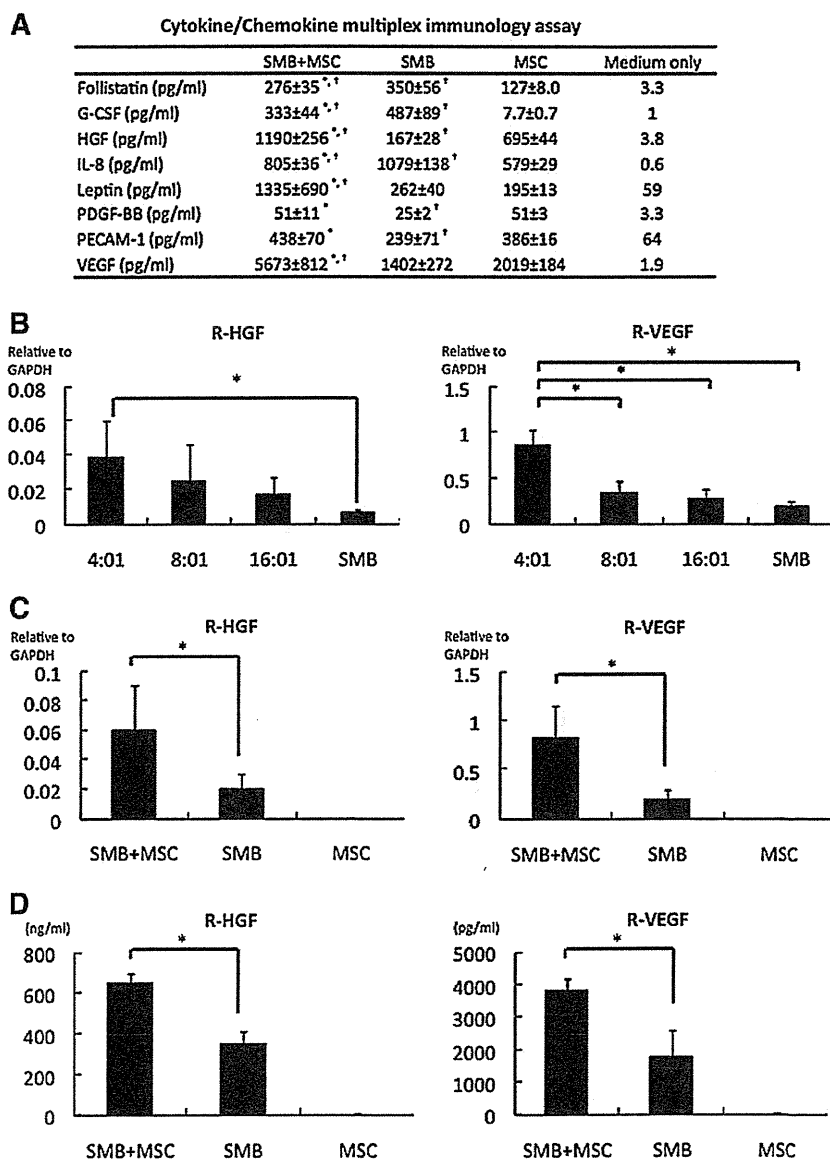 A
Cytokine/Chemokine multiplex immunology assay
SMB+MSC SMB MSC Medium only
Follistatin (pg/ml) 276±35*,† 350±56† 127±8.0 3.3
G-CSF (pg/ml) 333±44*,† 487±89† 7.7±0.7 1
HGF (pg/ml) 1190±256*,† 167±28† 695±44 3.8
IL-8 (pg/ml) 805±36*,† 1079±138† 579±29 0.6
Leptin (pg/ml) 1335±690*,† 262±40 195±13 59
PDGF-BB (pg/ml) 51±11* 25±2† 51±3 3.3
PECAM-1 (pg/ml) 438±70* 239±71† 386±16 64
VEGF (pg/ml) 5673±812*,† 1402±272 2019±184 1.9
B
R-HGF
Relative to
GAPDH
*
0.08
0.06
0.04
0.02
0
4:01 8:01 16:01 SMB
R-VEGF
Relative to
GAPDH
*
*
*
1.5
1
0.5
0
4:01 8:01 16:01 SMB
C
R-HGF
Relative to
GAPDH
*
0.1
0.08
0.06
0.04
0.02
0
SMB+MSC SMB MSC
R-VEGF
Relative to
GAPDH
*
1.5
1
0.5
0
SMB+MSC SMB MSC
D
R-HGF
(ng/ml)
*
800
600
400
200
0
SMB+MSC SMB MSC
R-VEGF
(pg/ml)
*
5000
4000
3000
2000
1000
0
SMB+MSC SMB MSC